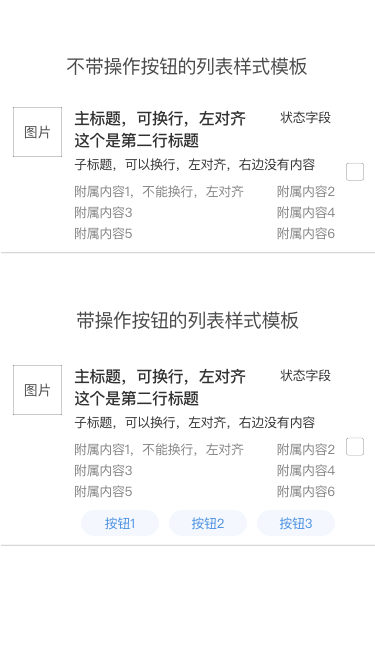 不带操作按钮的列表样式模板
图片
主标题，可换行，左对齐 状态字段
这个是第二行标题
子标题，可以换行，左对齐，右边没有内容
附属内容1，不能换行，左对齐 附属内容2
附属内容3 附属内容4
附属内容5 附属内容6
带操作按钮的列表样式模板
图片
主标题，可换行，左对齐 状态字段
这个是第二行标题
子标题，可以换行，左对齐，右边没有内容
附属内容1，不能换行，左对齐 附属内容2
附属内容3 附属内容4
附属内容5 附属内容6
按钮1 按钮2 按钮3